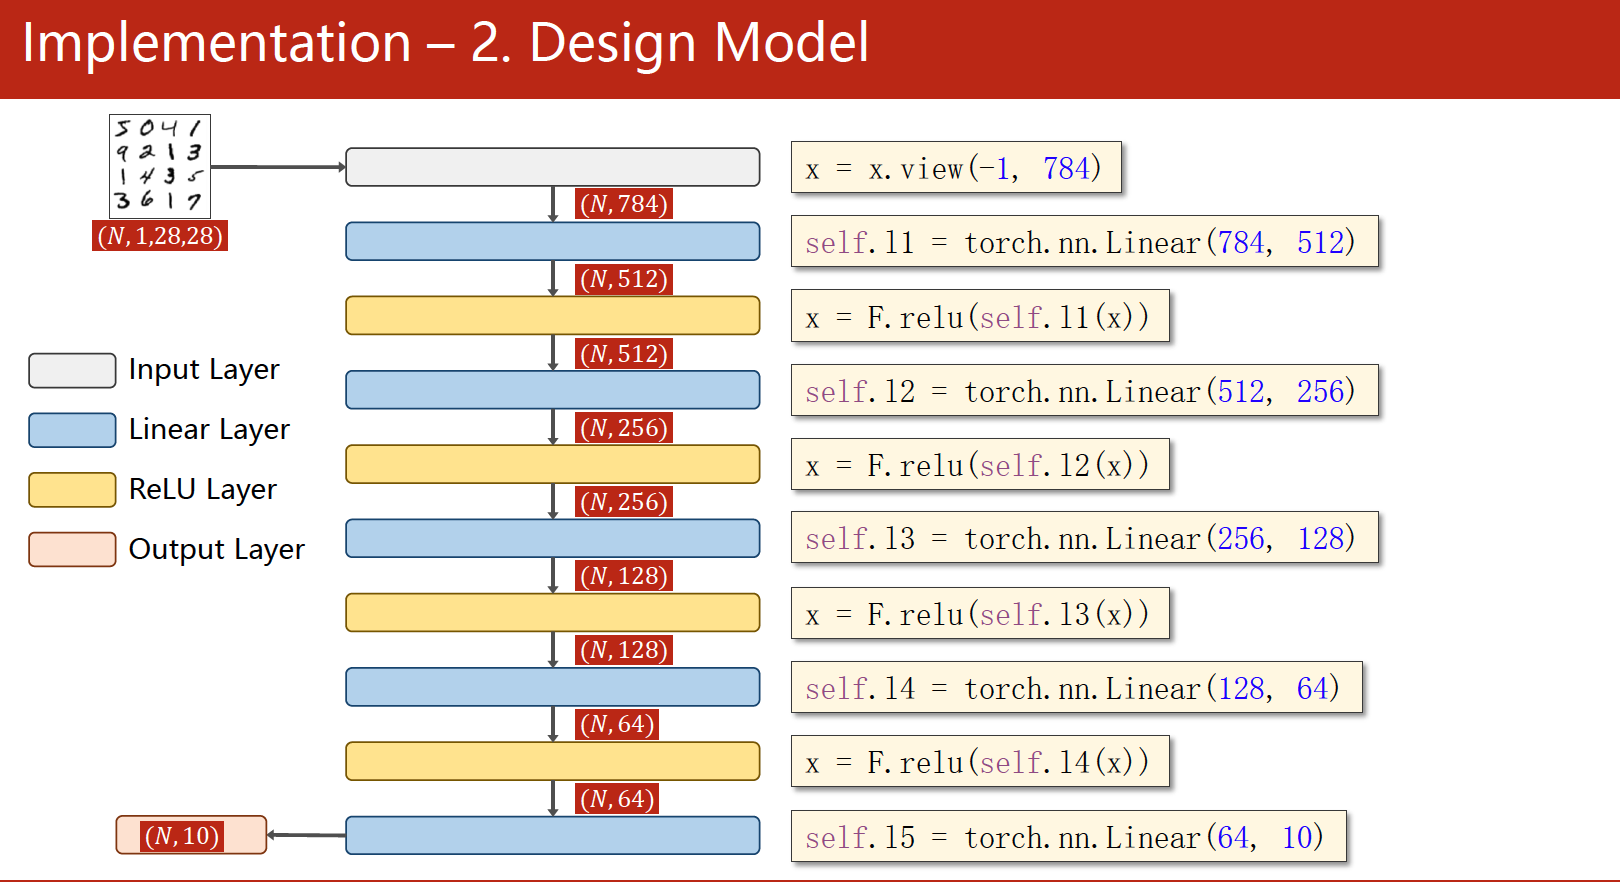 Implementation – 2. Design Model
5 0 4 1
9 2 1 3
1 4 3 5
3 6 1 7
(N, 1,28,28)
x = x.view(-1, 784)
(N, 784)
self.l1 = torch.nn.Linear(784, 512)
(N, 512)
x = F.relu(self.l1(x))
(N, 512)
self.l2 = torch.nn.Linear(512, 256)
(N, 256)
x = F.relu(self.l2(x))
(N, 256)
self.l3 = torch.nn.Linear(256, 128)
(N, 128)
x = F.relu(self.l3(x))
(N, 128)
self.l4 = torch.nn.Linear(128, 64)
(N, 64)
x = F.relu(self.l4(x))
(N, 64)
self.l5 = torch.nn.Linear(64, 10)
(N, 10)
Input Layer
Linear Layer
ReLU Layer
Output Layer